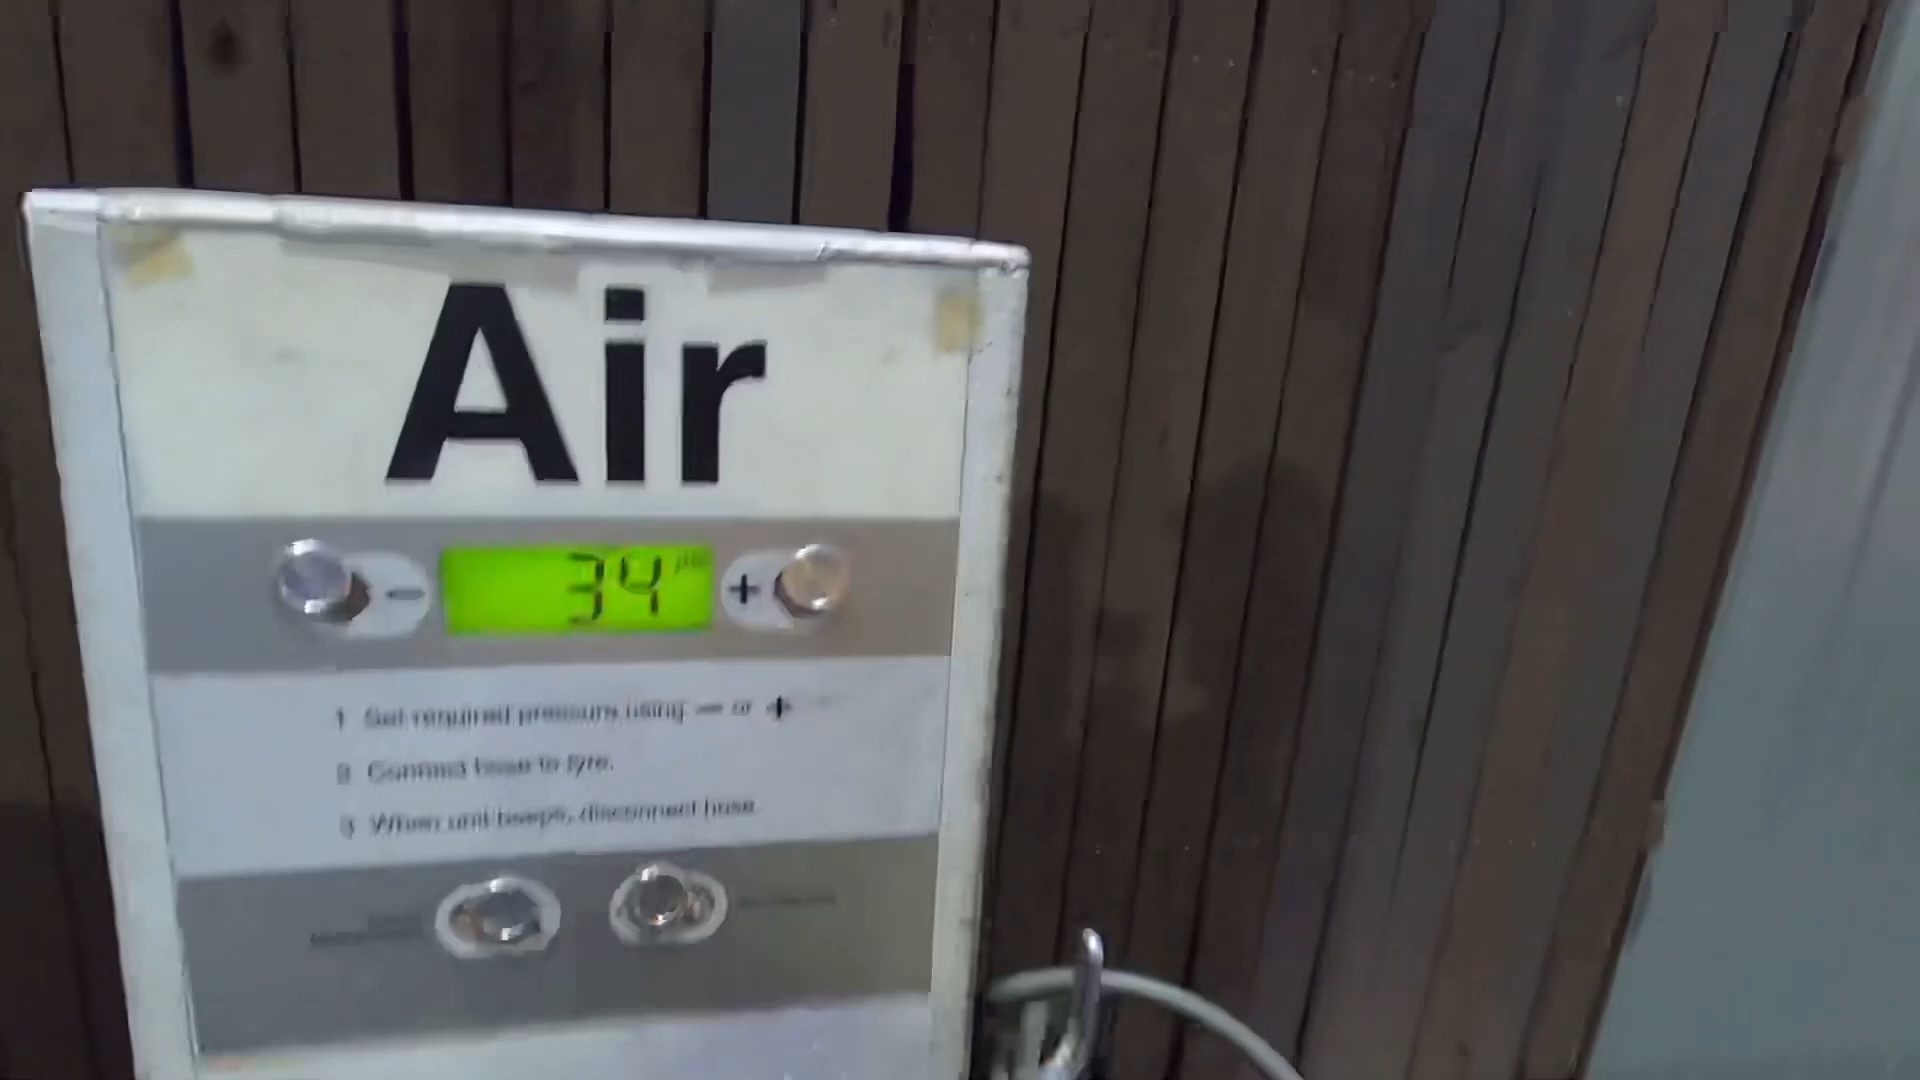 Air
- 34 psi +
1 Set required pressure using — or +
2 Connect hose to tyre.
3 When unit beeps, disconnect hose